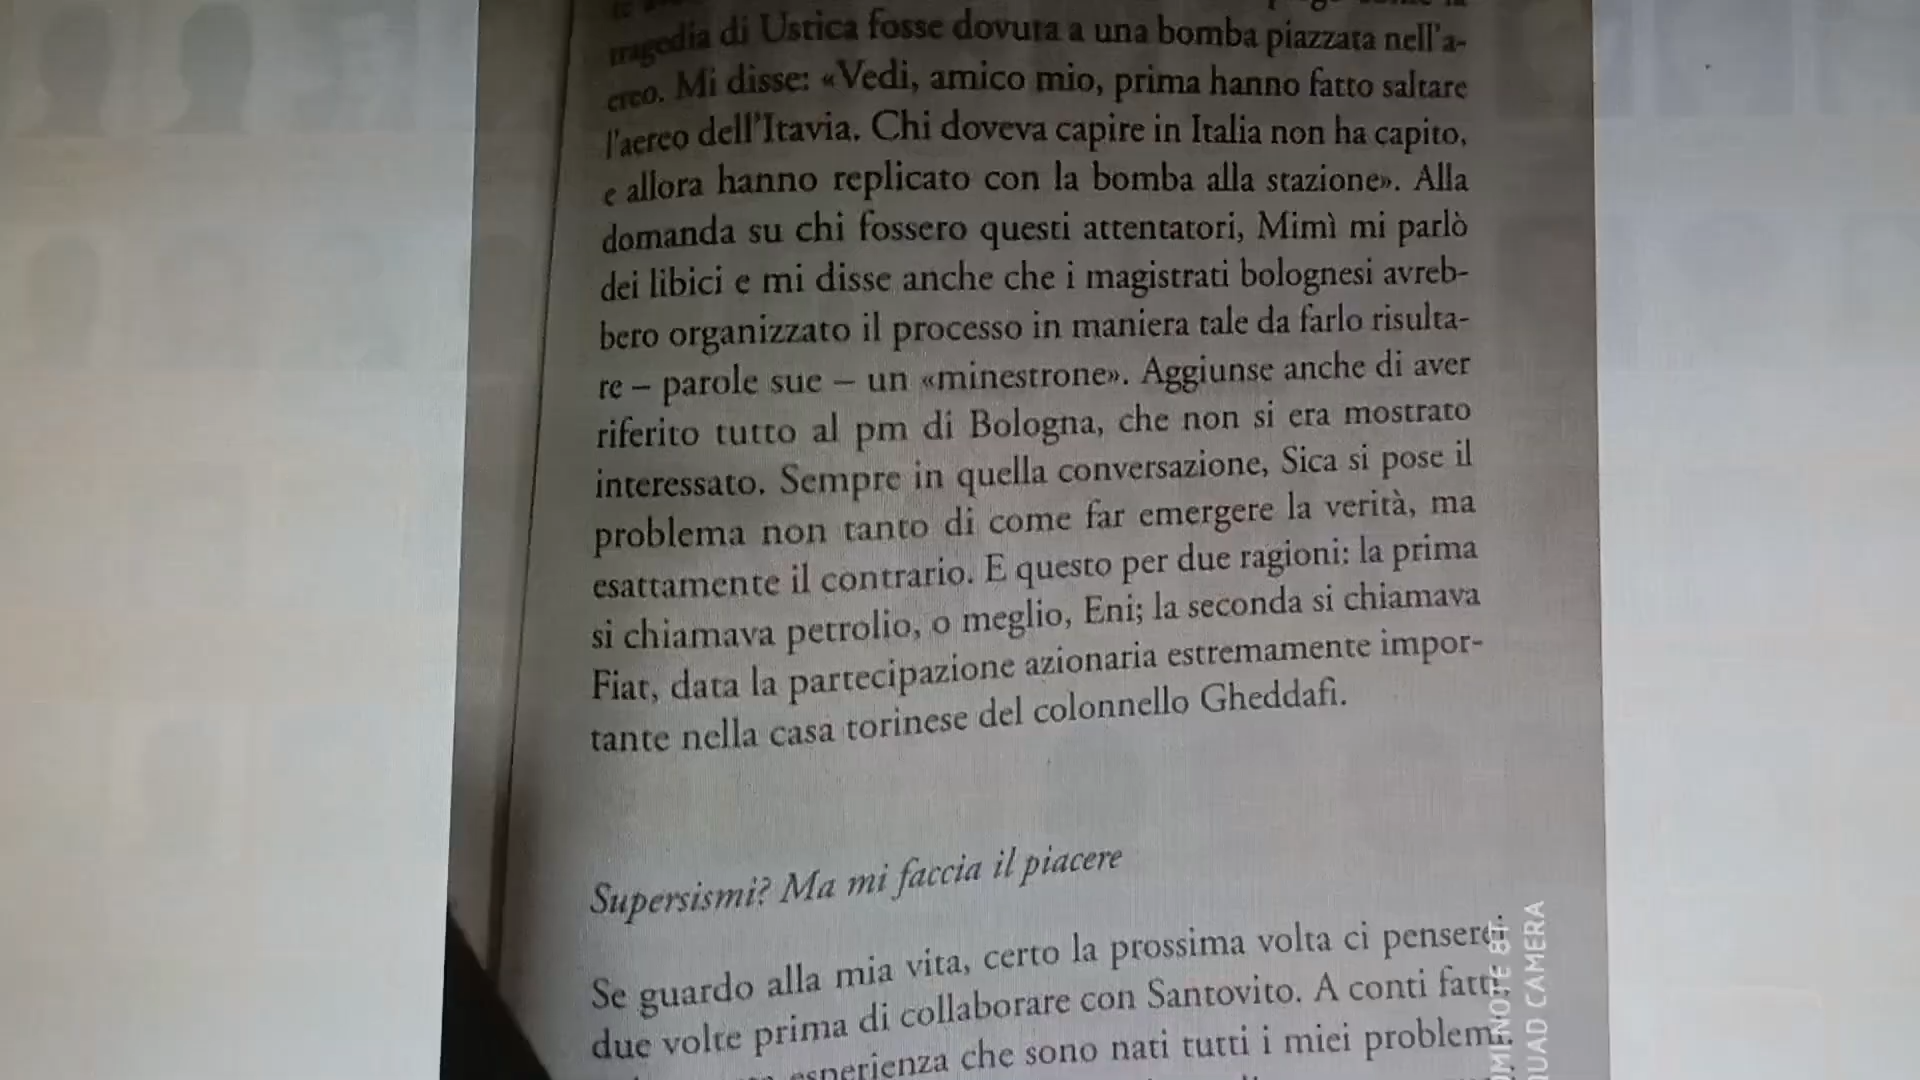 tragedia di Ustica fosse dovuta a una bomba piazzata nell'a-
ereo. Mi disse: «Vedi, amico mio, prima hanno fatto saltare
l'aereo dell'Itavia. Chi doveva capire in Italia non ha capito,
e allora hanno replicato con la bomba alla stazione». Alla
domanda su chi fossero questi attentatori, Mimì mi parlò
dei libici e mi disse anche che i magistrati bolognesi avreb-
bero organizzato il processo in maniera tale da farlo risulta-
re – parole sue – un «minestrone». Aggiunse anche di aver
riferito tutto al pm di Bologna, che non si era mostrato
interessato. Sempre in quella conversazione, Sica si pose il
problema non tanto di come far emergere la verità, ma
esattamente il contrario. E questo per due ragioni: la prima
si chiamava petrolio, o meglio, Eni; la seconda si chiamava
Fiat, data la partecipazione azionaria estremamente impor-
tante nella casa torinese del colonnello Gheddafi.
Supersismi? Ma mi faccia il piacere
Se guardo alla mia vita, certo la prossima volta ci penserei
due volte prima di collaborare con Santovito. A conti fatti,
esperienza che sono nati tutti i miei problemi.
8T
CAMERA